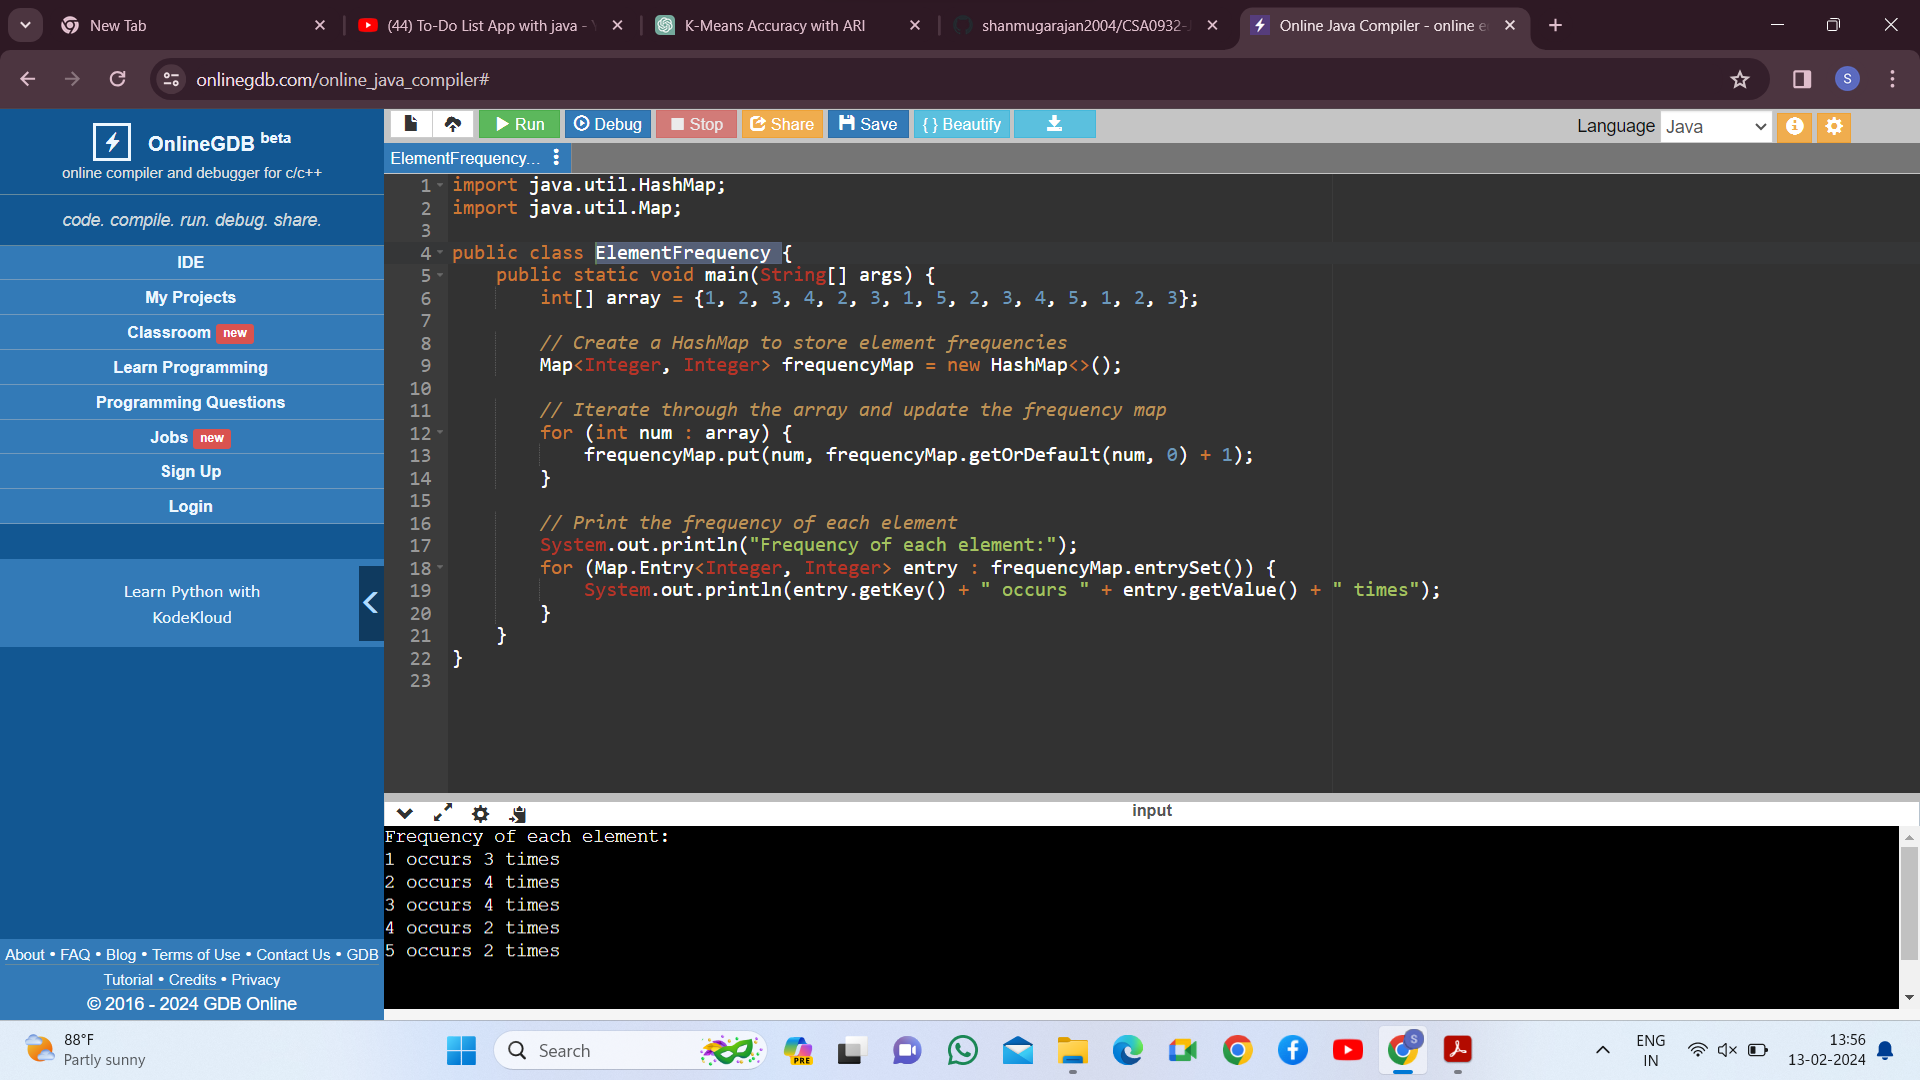 New Tab
(44) To-Do List App with java -
K-Means Accuracy with ARI
shanmugarajan2004/CSA0932-
Online Java Compiler - online e
onlinegdb.com/online_java_compiler#
S
OnlineGDB beta
online compiler and debugger for c/c++
code. compile. run. debug. share.
IDE
My Projects
Classroom new
Learn Programming
Programming Questions
Jobs new
Sign Up
Login
Learn Python with
KodeKloud
About • FAQ • Blog • Terms of Use • Contact Us • GDB
Tutorial • Credits • Privacy
© 2016 - 2024 GDB Online
Run Debug Stop Share Save { } Beautify
Language Java
ElementFrequency...
1 import java.util.HashMap;
2 import java.util.Map;
3
4 public class ElementFrequency {
5 public static void main(String[] args) {
6 int[] array = {1, 2, 3, 4, 2, 3, 1, 5, 2, 3, 4, 5, 1, 2, 3};
7
8 // Create a HashMap to store element frequencies
9 Map<Integer, Integer> frequencyMap = new HashMap<>();
10
11 // Iterate through the array and update the frequency map
12 for (int num : array) {
13 frequencyMap.put(num, frequencyMap.getOrDefault(num, 0) + 1);
14 }
15
16 // Print the frequency of each element
17 System.out.println("Frequency of each element:");
18 for (Map.Entry<Integer, Integer> entry : frequencyMap.entrySet()) {
19 System.out.println(entry.getKey() + " occurs " + entry.getValue() + " times");
20 }
21 }
22 }
23
input
Frequency of each element:
1 occurs 3 times
2 occurs 4 times
3 occurs 4 times
4 occurs 2 times
5 occurs 2 times
88°F
Partly sunny
Search
PRE
S
ENG
IN
13:56
13-02-2024